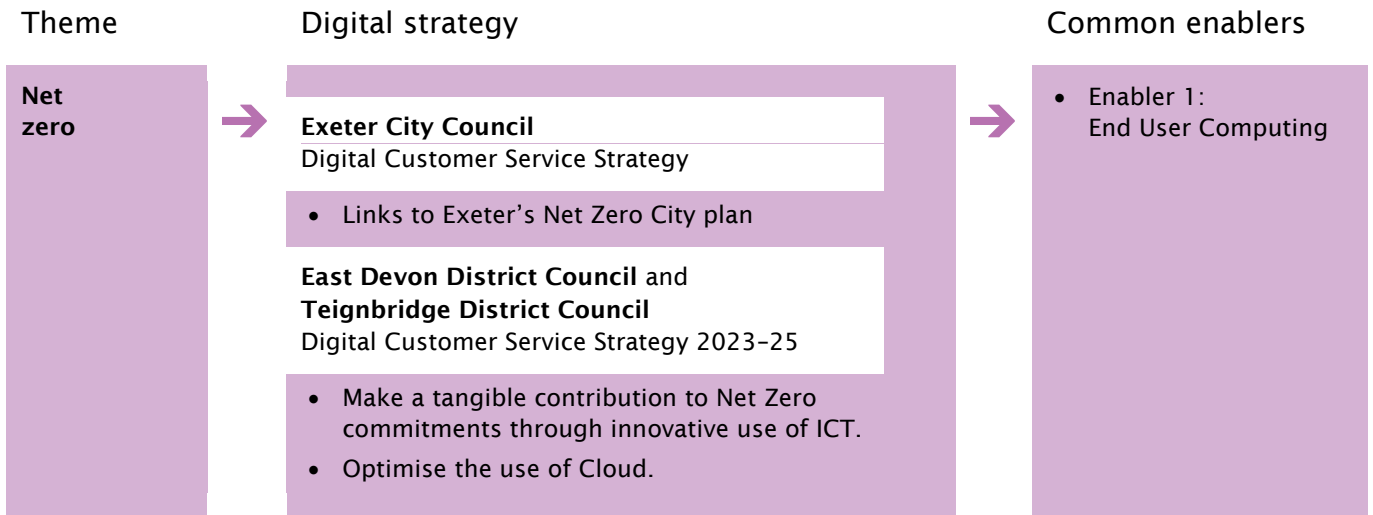 Theme
Digital strategy
Common enablers
Net
zero
Exeter City Council
Digital Customer Service Strategy
• Links to Exeter’s Net Zero City plan
East Devon District Council and
Teignbridge District Council
Digital Customer Service Strategy 2023–25
• Make a tangible contribution to Net Zero
commitments through innovative use of ICT.
• Optimise the use of Cloud.
• Enabler 1:
End User Computing